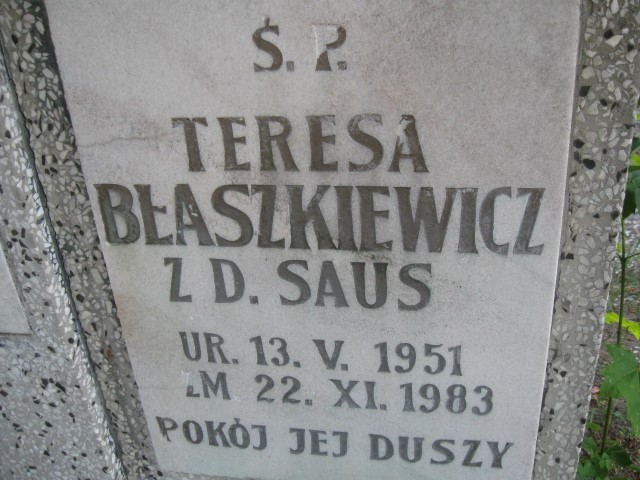 Ś. P.
TERESA
BŁASZKIEWICZ
Z D. SAUS
UR. 13. V. 1951
ZM 22. XI. 1983
POKÓJ JEJ DUSZY